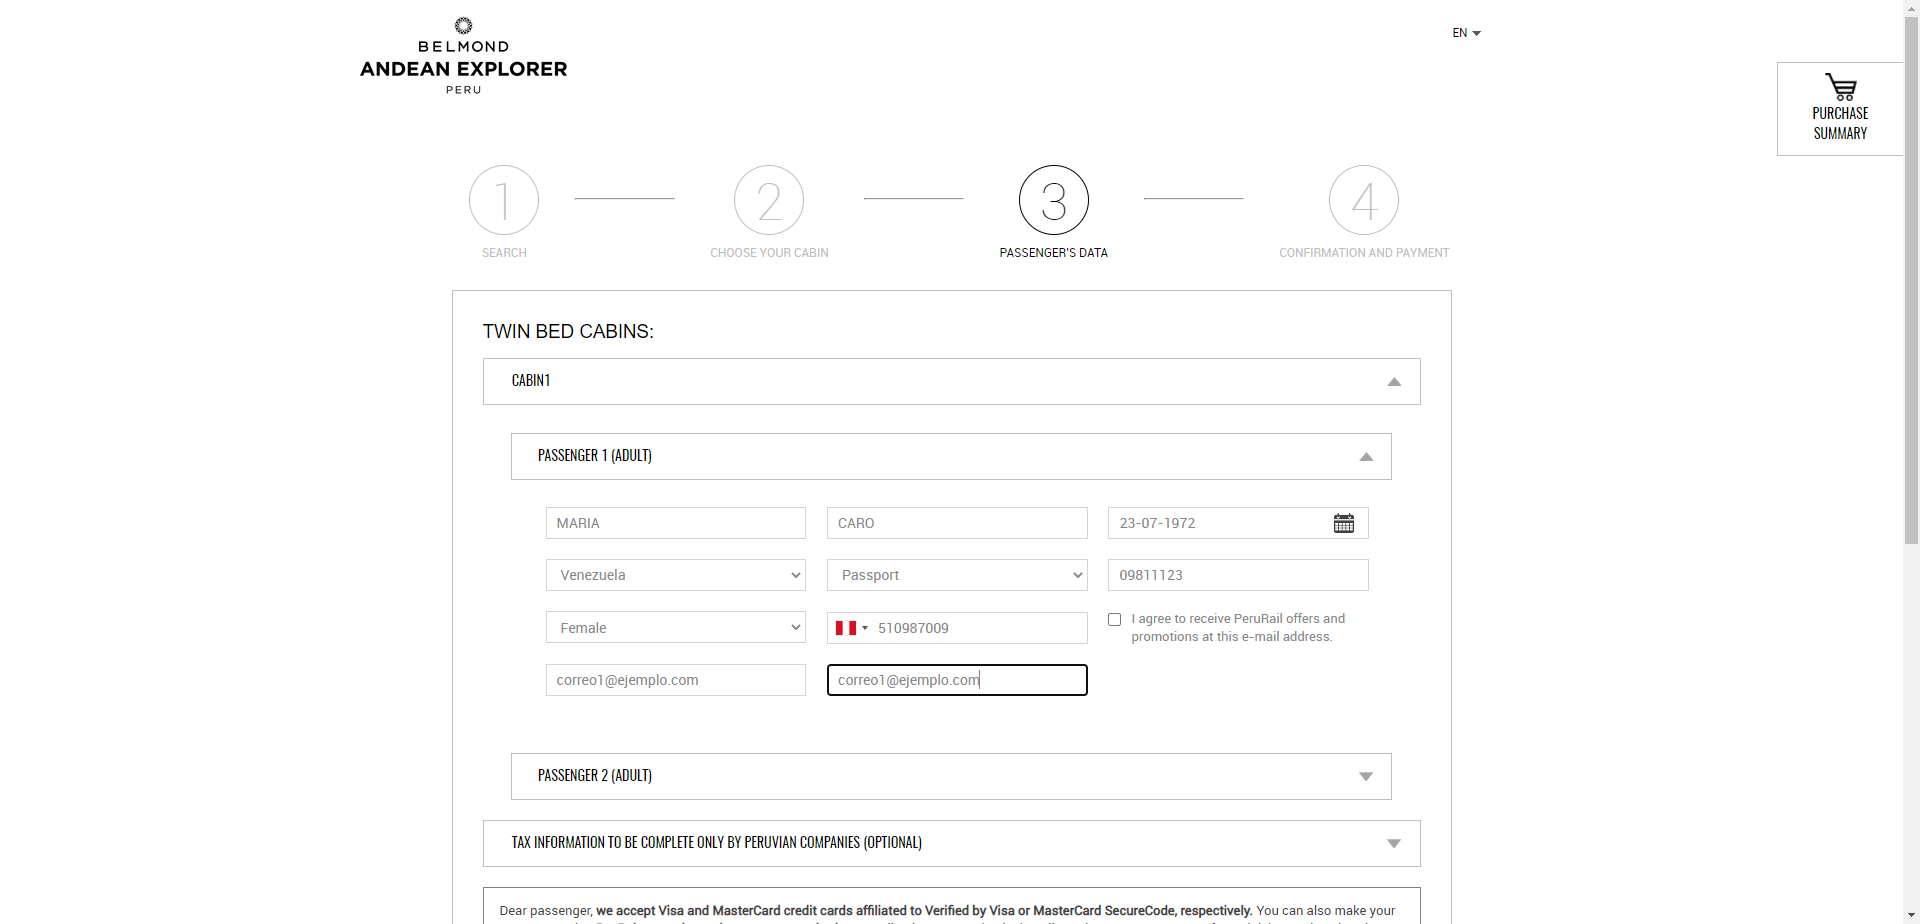 BELMOND
ANDEAN EXPLORER
PERU
EN
PURCHASE
SUMMARY
1
2
3
4
SEARCH
CHOOSE YOUR CABIN
PASSENGER'S DATA
CONFIRMATION AND PAYMENT
TWIN BED CABINS:
CABIN1
PASSENGER 1 (ADULT)
MARIA
CARO
23-07-1972
Venezuela
Passport
09811123
Female
510987009
I agree to receive PeruRail offers and
promotions at this e-mail address.
correo1@ejemplo.com
correo1@ejemplo.com
PASSENGER 2 (ADULT)
TAX INFORMATION TO BE COMPLETE ONLY BY PERUVIAN COMPANIES (OPTIONAL)
Dear passenger, we accept Visa and MasterCard credit cards affiliated to Verified by Visa or MasterCard SecureCode, respectively. You can also make your